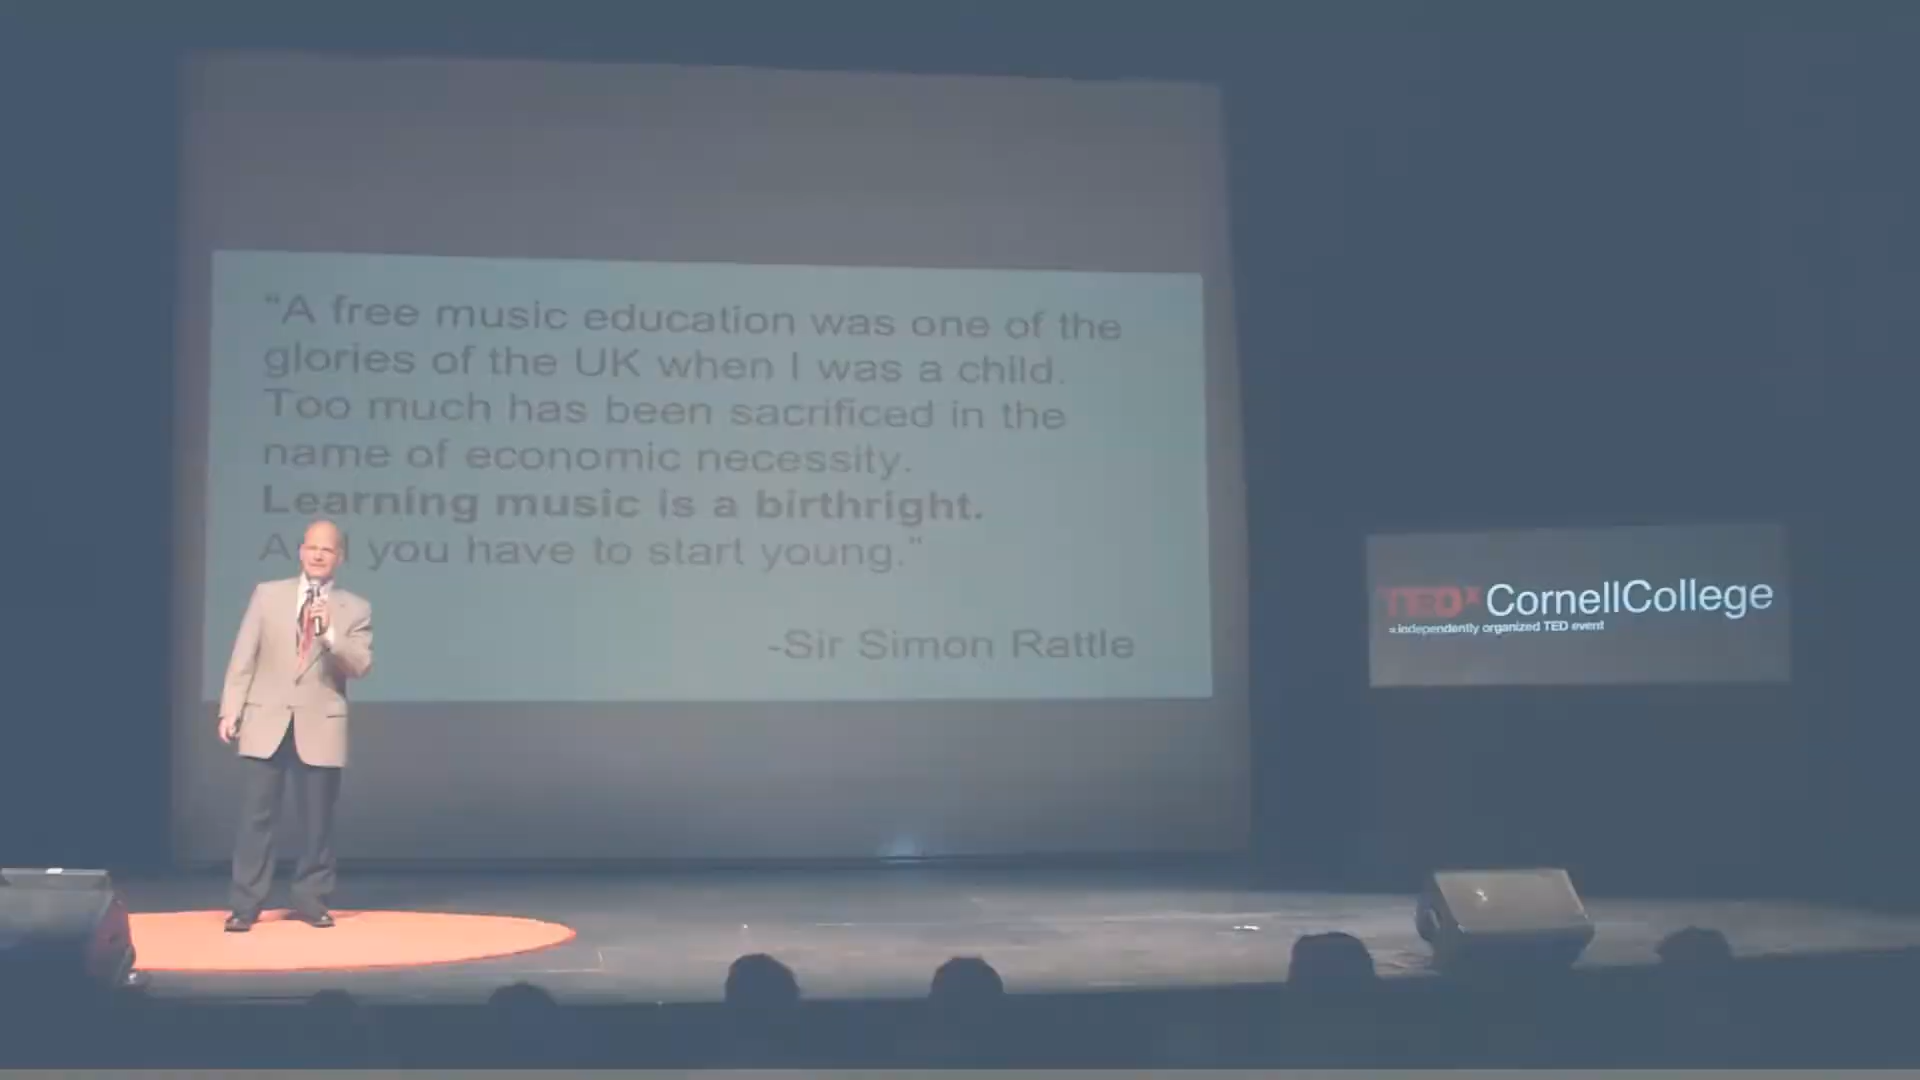 “A free music education was one of the
glories of the UK when I was a child.
Too much has been sacrificed in the
name of economic necessity.
Learning music is a birthright.
And you have to start young.“
-Sir Simon Rattle
TEDx CornellCollege
x=independently organized TED event